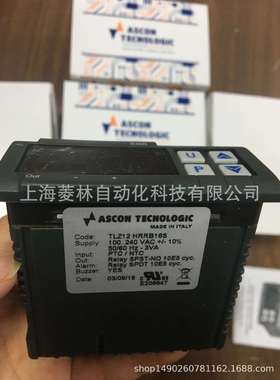 ASCON
TECNOLOGIC
Out
U
P
上海菱林自动化科技有限公司
ASCON TECNOLOGIC
MADE IN ITALY
Code: TLZ12 HRRB16S
Supply: 100..240 VAC +/- 10%
50/60 Hz - 3VA
Input: PTC / NTC
Out: Relay SPST-NO 10E5 cyc.
Alarm: Relay SPDT 10E5 cyc.
Buzzer: YES
Date: 03/09/18
E206847
https://shop1490260781162.1688.com